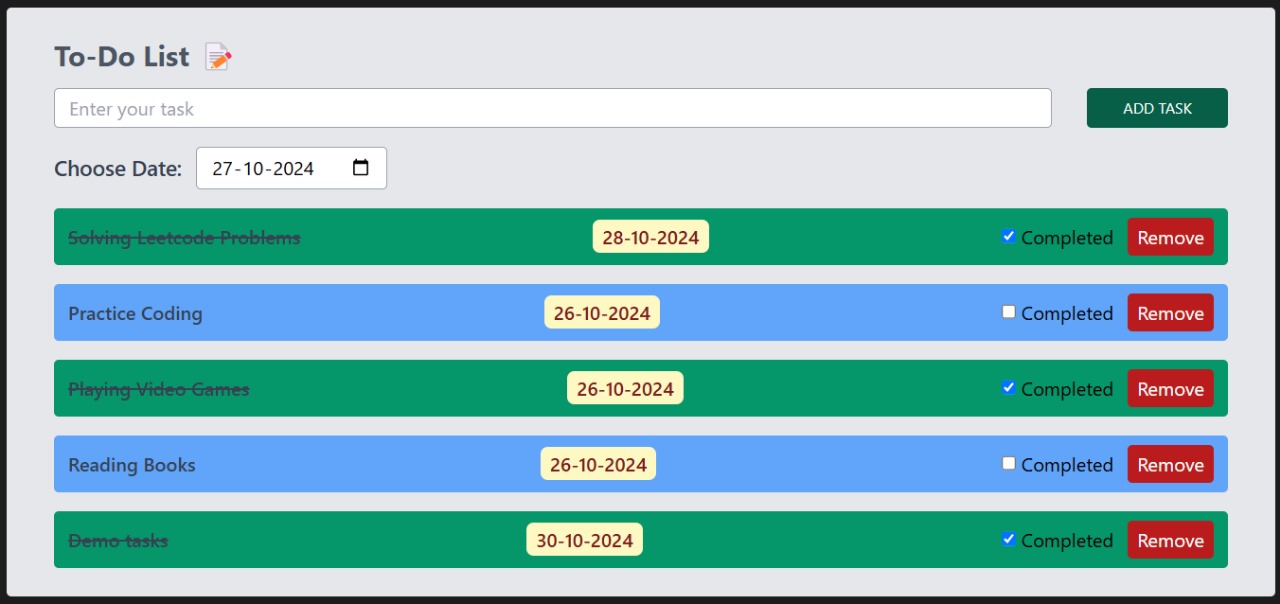 To-Do List
Enter your task
ADD TASK
Choose Date: 27-10-2024
Solving Leetcode Problems 28-10-2024 Completed Remove
Practice Coding 26-10-2024 Completed Remove
Playing Video Games 26-10-2024 Completed Remove
Reading Books 26-10-2024 Completed Remove
Demo tasks 30-10-2024 Completed Remove